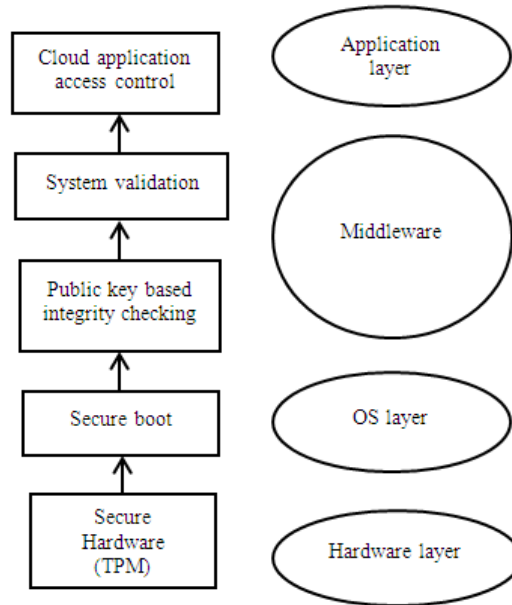 Cloud application
access control
Application
layer
System validation
Middleware
Public key based
integrity checking
Secure boot
OS layer
Secure
Hardware
(TPM)
Hardware layer